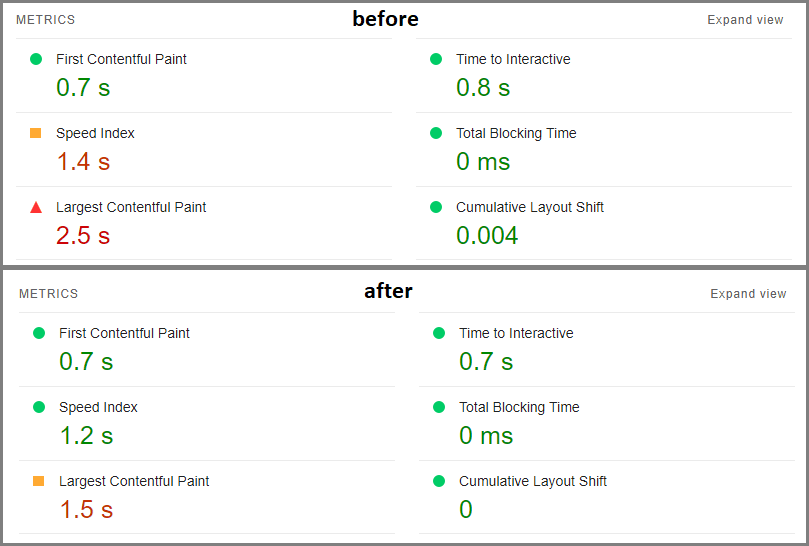 METRICS before Expand view
First Contentful Paint Time to Interactive
0.7 s 0.8 s
Speed Index Total Blocking Time
1.4 s 0 ms
Largest Contentful Paint Cumulative Layout Shift
2.5 s 0.004
METRICS after Expand view
First Contentful Paint Time to Interactive
0.7 s 0.7 s
Speed Index Total Blocking Time
1.2 s 0 ms
Largest Contentful Paint Cumulative Layout Shift
1.5 s 0